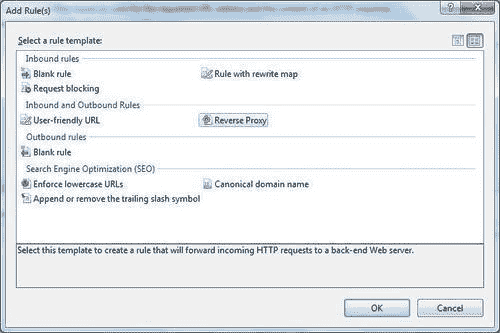 Add Rule(s)
Select a rule template:
Inbound rules
Blank rule
Rule with rewrite map
Request blocking
Inbound and Outbound Rules
User-friendly URL
Reverse Proxy
Outbound rules
Blank rule
Search Engine Optimization (SEO)
Enforce lowercase URLs
Canonical domain name
Append or remove the trailing slash symbol
Select this template to create a rule that will forward incoming HTTP requests to a back-end Web server.
OK
Cancel